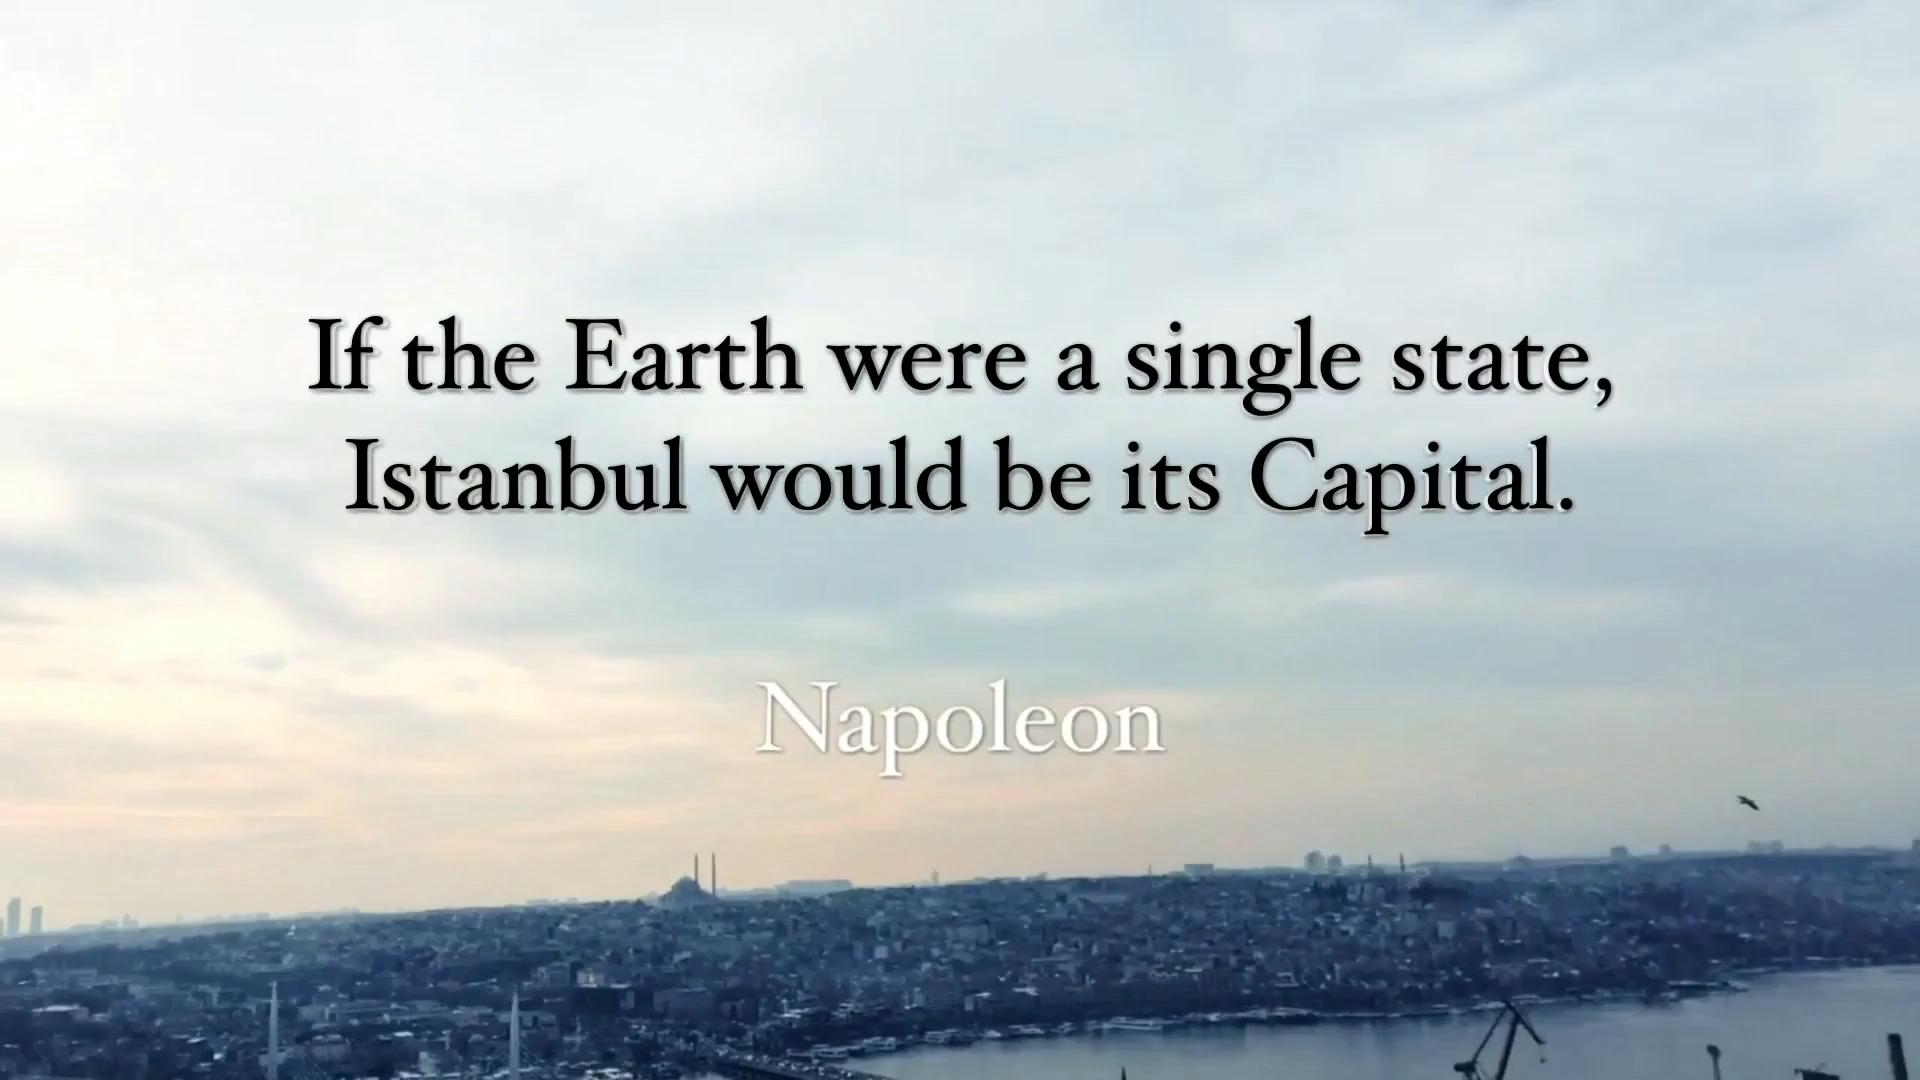 If the Earth were a single state,
Istanbul would be its Capital.
Napoleon